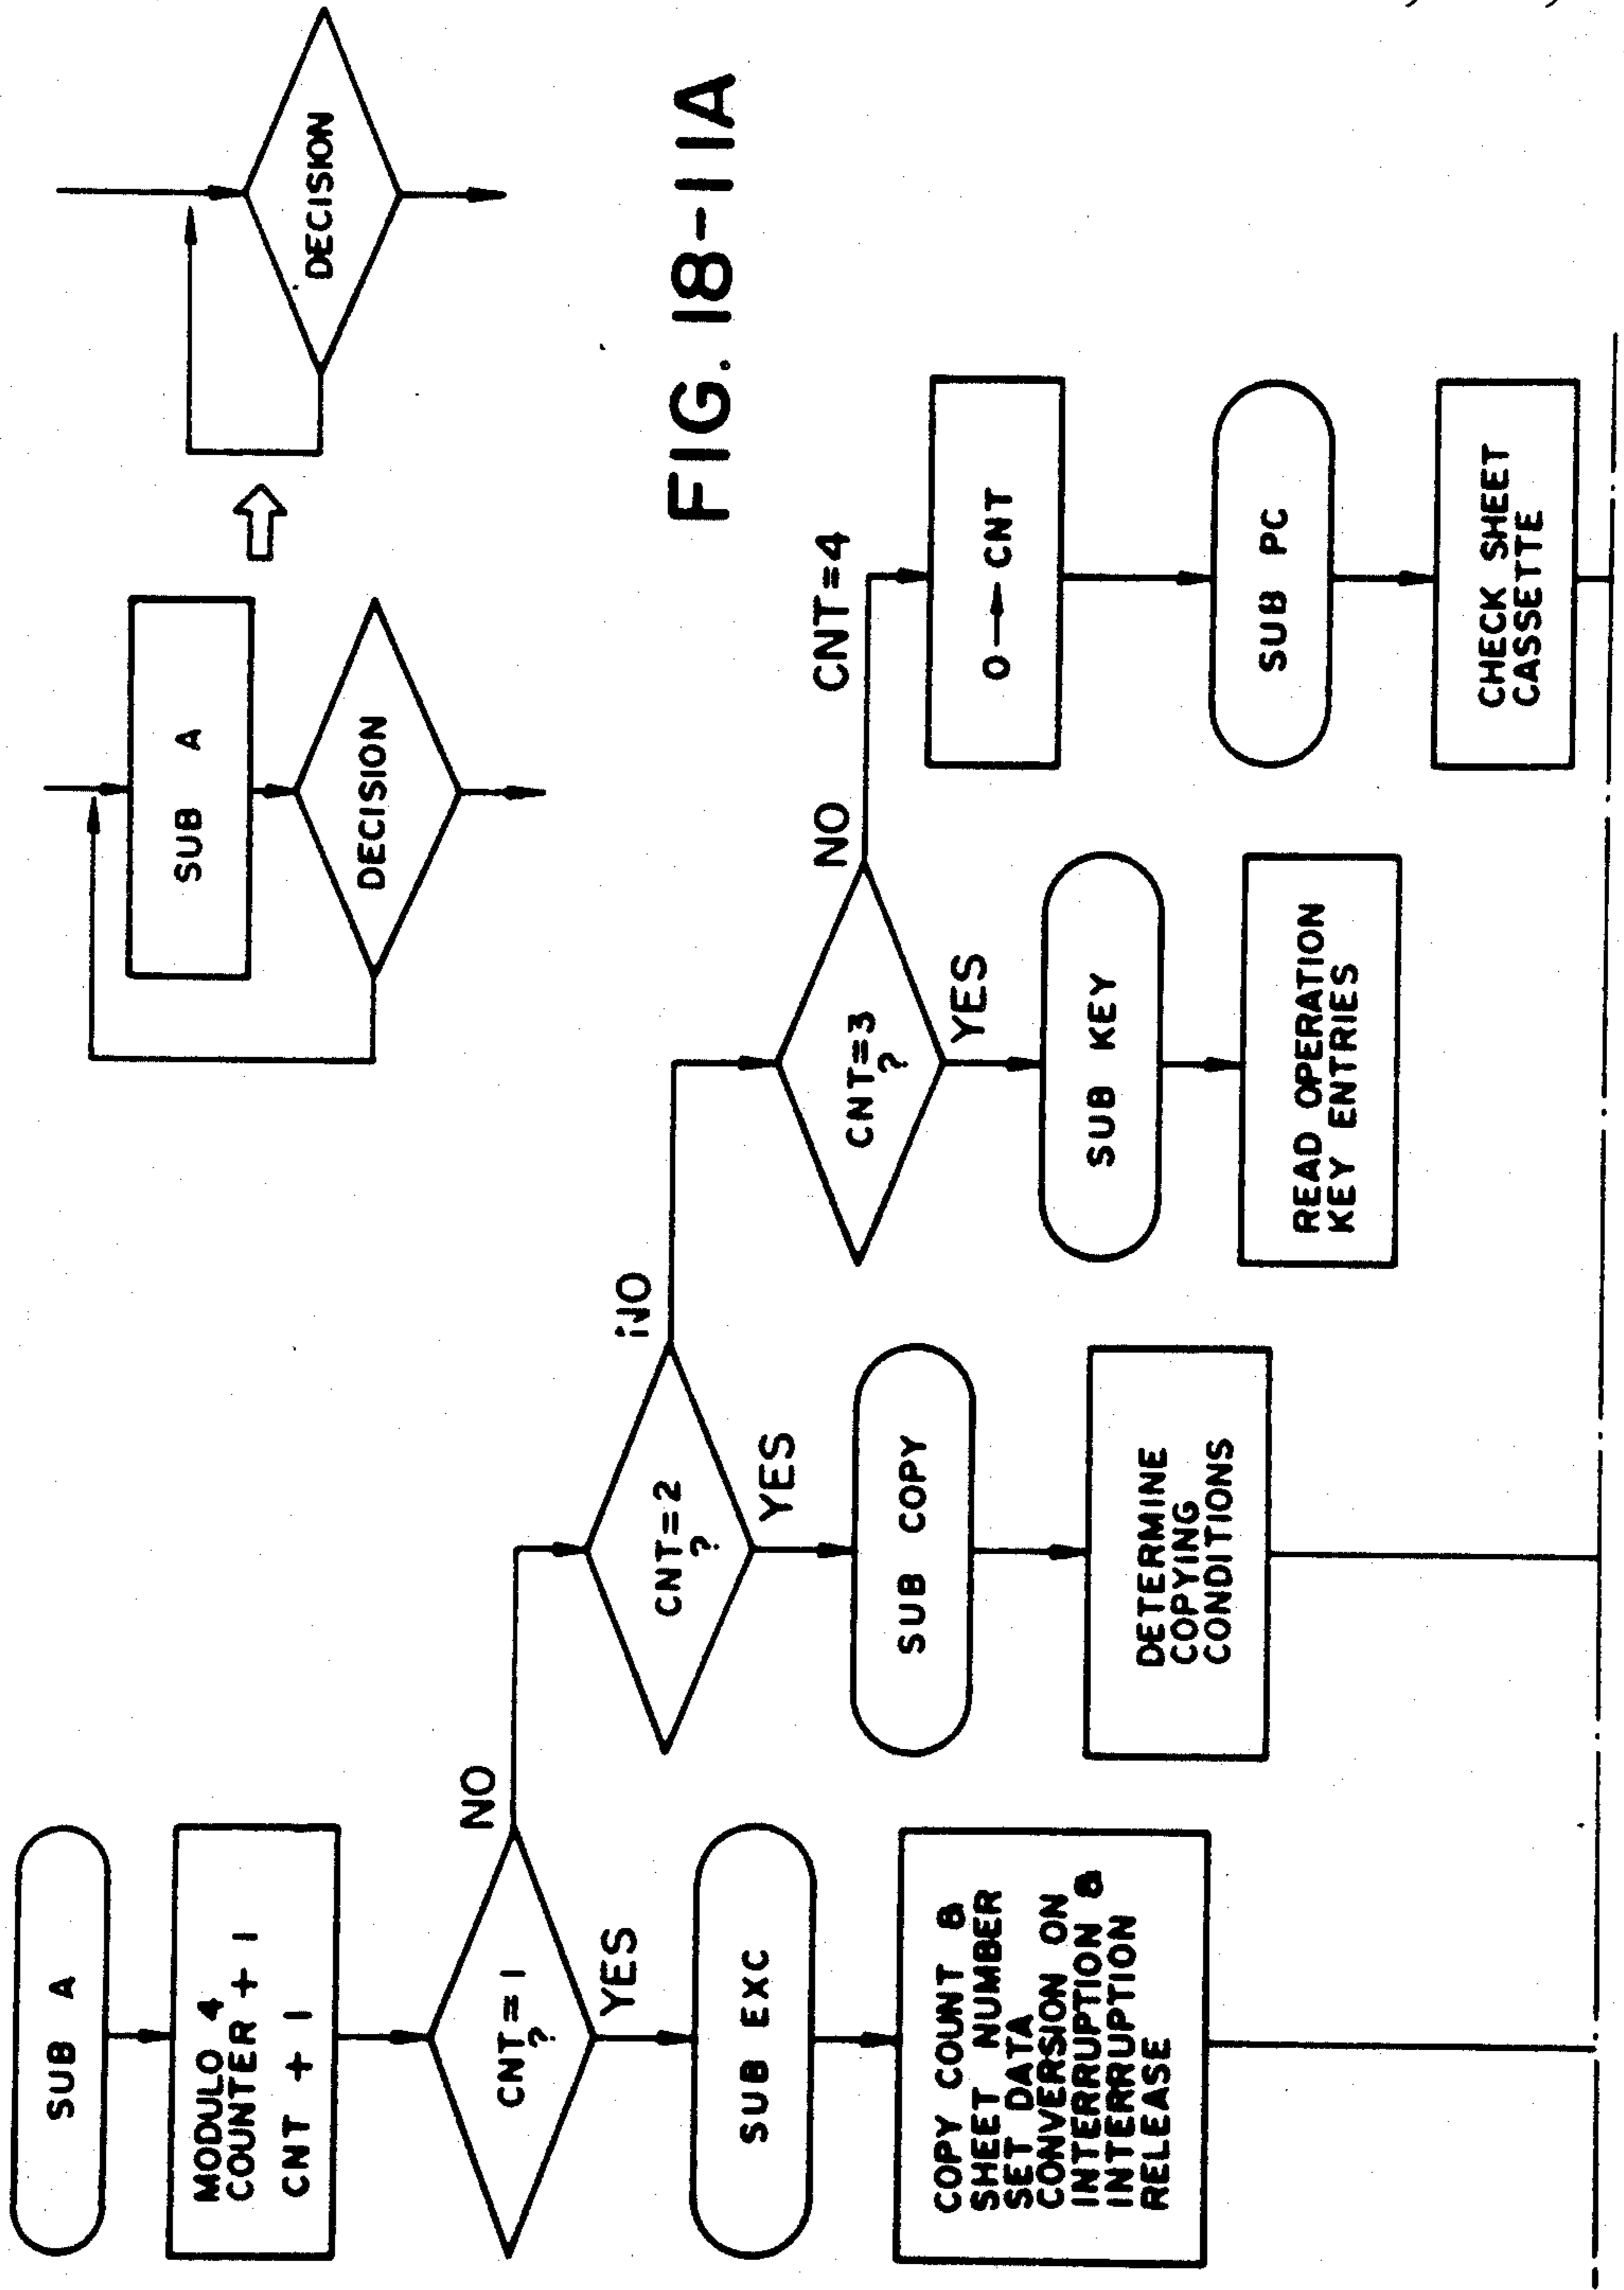 SUB A
MODULO 4
COUNTER + 1
CNT + 1
CNT = 1
?
NO
YES
SUB EXC
COPY COUNT &
SHEET NUMBER
SET DATA
CONVERSION ON
INTERRUPTION &
INTERRUPTION
RELEASE
CNT = 2
?
NO
YES
SUB COPY
DETERMINE
COPYING
CONDITIONS
CNT = 3
?
NO
YES
SUB KEY
READ OPERATION
KEY ENTRIES
CNT = 4
O → CNT
SUB PC
CHECK SHEET
CASSETTE
SUB A
DECISION
⇨
DECISION
FIG. 18-11A